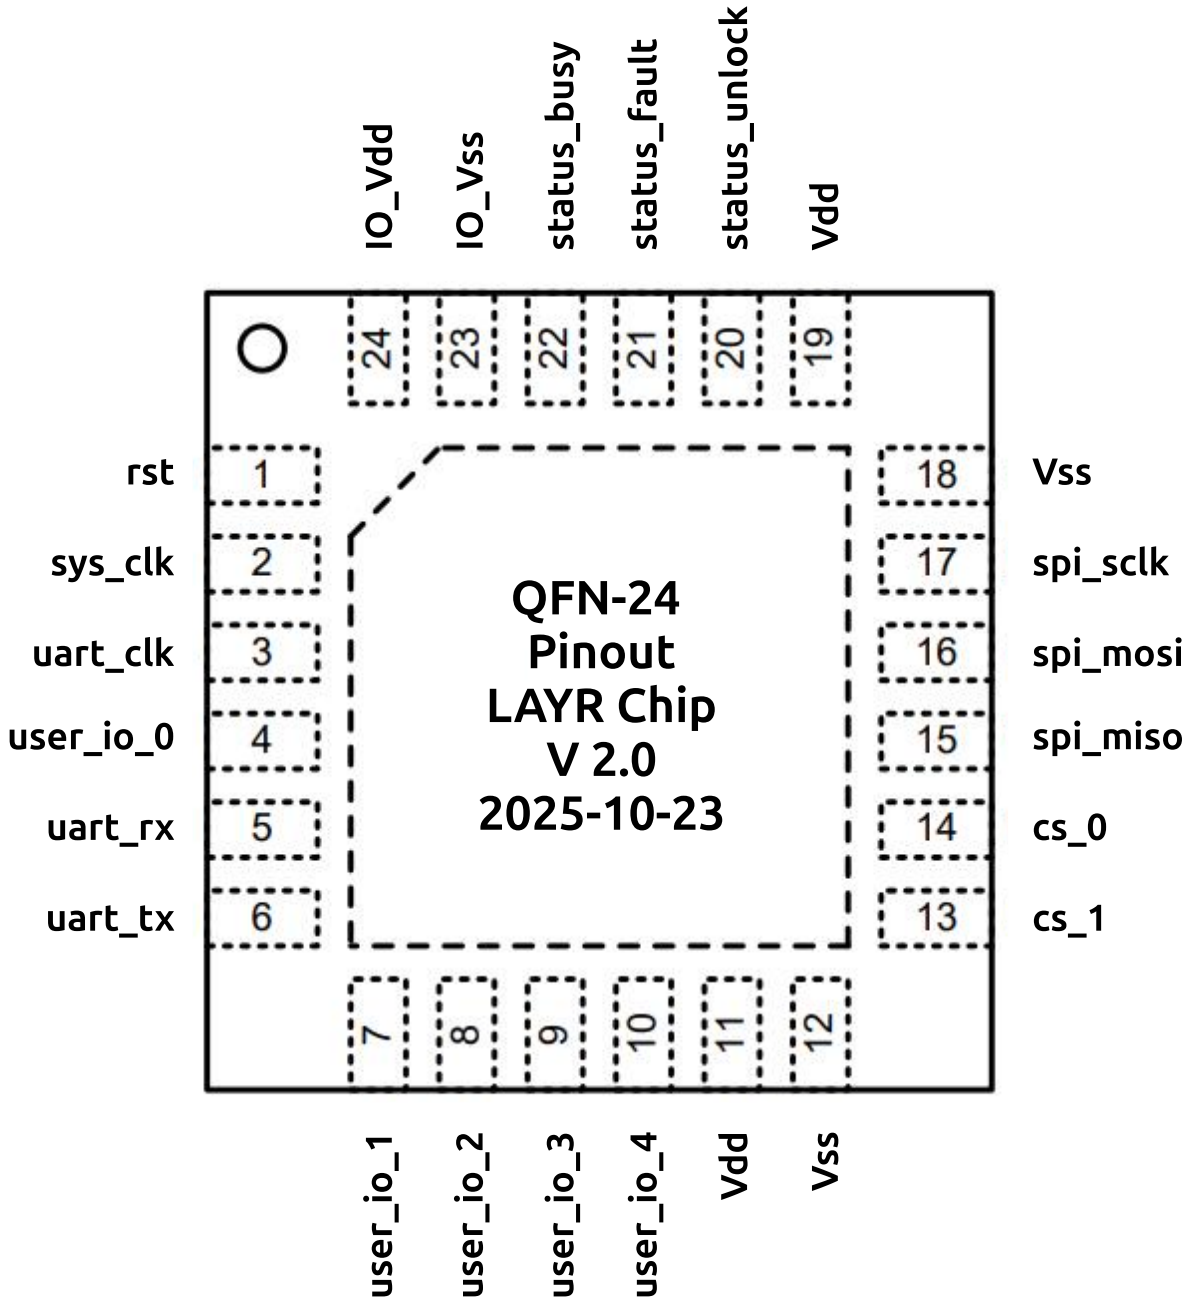 IO_Vdd
IO_Vss
status_busy
status_fault
status_unlock
Vdd
24
23
22
21
20
19
rst
1
18
Vss
sys_clk
2
17
spi_sclk
uart_clk
3
16
spi_mosi
user_io_0
4
15
spi_miso
uart_rx
5
14
cs_0
uart_tx
6
13
cs_1
QFN-24
Pinout
LAYR Chip
V 2.0
2025-10-23
7
8
9
10
11
12
user_io_1
user_io_2
user_io_3
user_io_4
Vdd
Vss